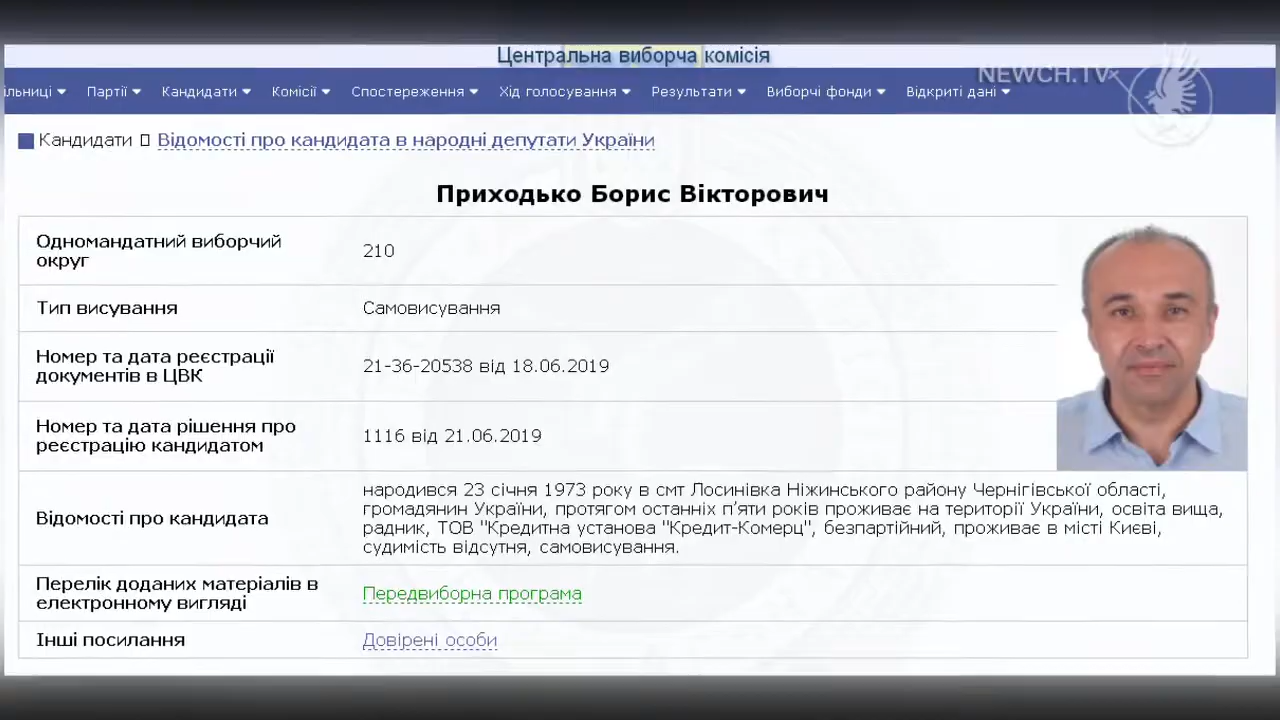 Центральна виборча комісія
NEWCH.TV
ільниці Партії Кандидати Комісії Спостереження Хід голосування Результати Виборчі фонди Відкриті дані
Кандидати Відомості про кандидата в народні депутати України
Приходько Борис Вікторович
Одномандатний виборчий
округ
210
Тип висування
Самовисування
Номер та дата реєстрації
документів в ЦВК
21-36-20538 від 18.06.2019
Номер та дата рішення про
реєстрацію кандидатом
1116 від 21.06.2019
Відомості про кандидата
народився 23 січня 1973 року в смт Лосинівка Ніжинського району Чернігівської області,
громадянин України, протягом останніх п'яти років проживає на території України, освіта вища,
радник, ТОВ "Кредитна установа "Кредит-Комерц", безпартійний, проживає в місті Києві,
судимість відсутня, самовисування.
Перелік доданих матеріалів в
електронному вигляді
Передвиборна програма
Інші посилання
Довірені особи